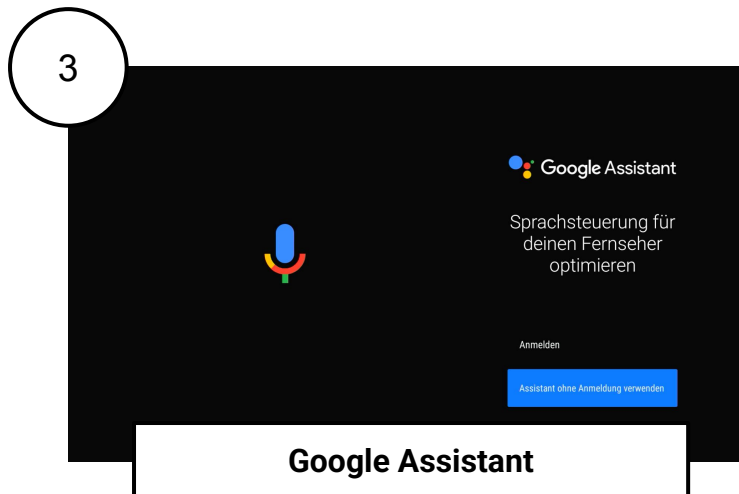 3
Google Assistant
Sprachsteuerung für
deinen Fernseher
optimieren
Anmelden
Assistant ohne Anmeldung verwenden
Google Assistant